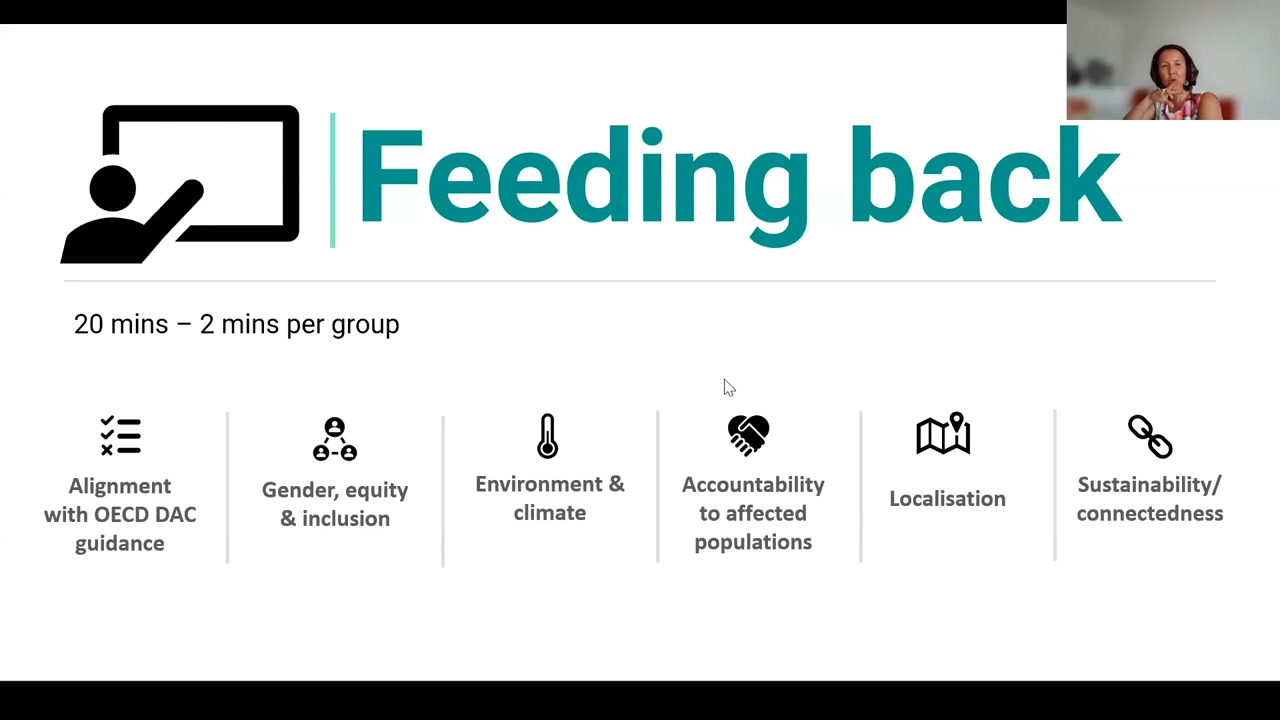 Feeding back
20 mins – 2 mins per group
Alignment
with OECD DAC
guidance
Gender, equity
& inclusion
Environment &
climate
Accountability
to affected
populations
Localisation
Sustainability/
connectedness